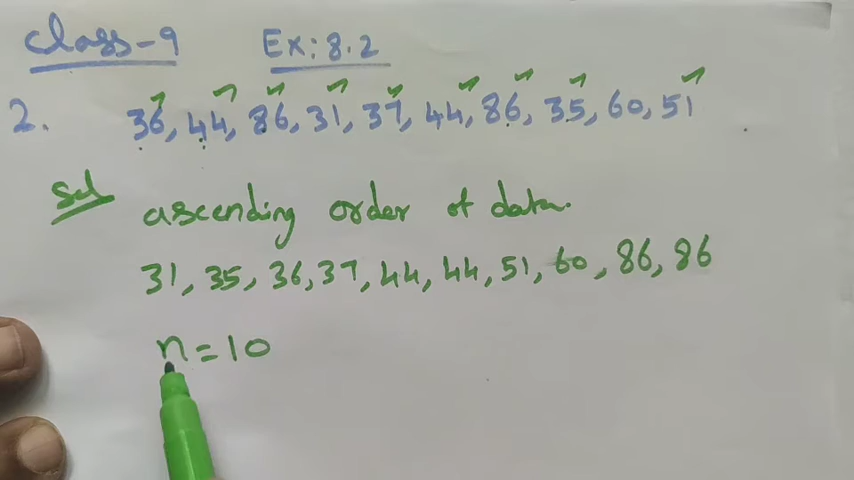 Class-9 Ex: 8.2
2. 36, 44, 86, 31, 37, 44, 86, 35, 60, 51
Sol ascending order of data.
31, 35, 36, 37, 44, 44, 51, 60, 86, 86
n = 10